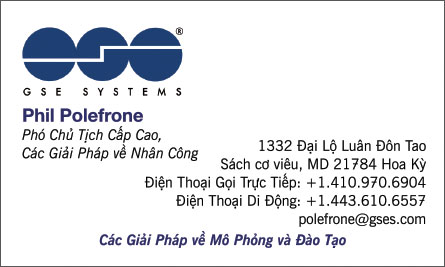 GSE SYSTEMS
Phil Polefrone
Phó Chủ Tịch Cấp Cao,
Các Giải Pháp về Nhân Công
1332 Đại Lộ Luân Đôn Tao
Sách cơ viêu, MD 21784 Hoa Kỳ
Điện Thoại Gọi Trực Tiếp: +1.410.970.6904
Điện Thoại Di Động: +1.443.610.6557
polefrone@gses.com
Các Giải Pháp về Mô Phỏng và Đào Tạo